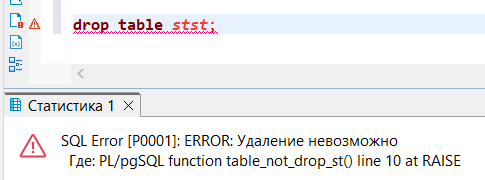 drop table stst;
Статистика 1
SQL Error [P0001]: ERROR: Удаление невозможно
Где: PL/pgSQL function table_not_drop_st() line 10 at RAISE